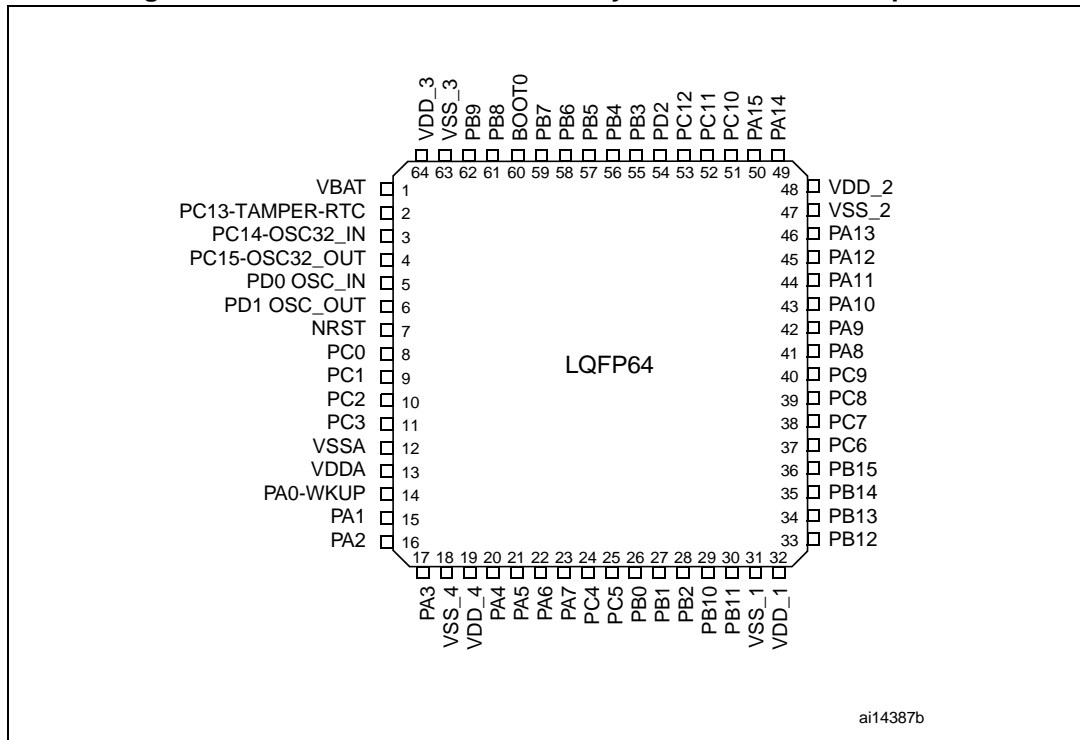 VDD_3
VSS_3
PB9
PB8
BOOT0
PB7
PB6
PB5
PB4
PB3
PD2
PC12
PC11
PC10
PA15
PA14
64 63 62 61 60 59 58 57 56 55 54 53 52 51 50 49
VBAT 1
PC13-TAMPER-RTC 2
PC14-OSC32_IN 3
PC15-OSC32_OUT 4
PD0 OSC_IN 5
PD1 OSC_OUT 6
NRST 7
PC0 8
PC1 9
PC2 10
PC3 11
VSSA 12
VDDA 13
PA0-WKUP 14
PA1 15
PA2 16
LQFP64
48 VDD_2
47 VSS_2
46 PA13
45 PA12
44 PA11
43 PA10
42 PA9
41 PA8
40 PC9
39 PC8
38 PC7
37 PC6
36 PB15
35 PB14
34 PB13
33 PB12
17 18 19 20 21 22 23 24 25 26 27 28 29 30 31 32
PA3
VSS_4
VDD_4
PA4
PA5
PA6
PA7
PC4
PC5
PB0
PB1
PB2
PB10
PB11
VSS_1
VDD_1
ai14387b